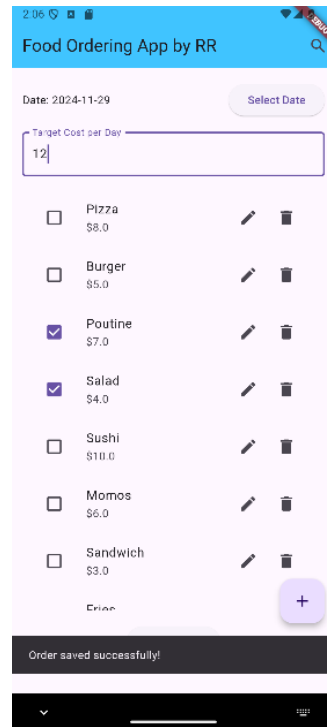 2:06
Food Ordering App by RR
Date: 2024-11-29
Select Date
Target Cost per Day
12
Pizza
$8.0
Burger
$5.0
Poutine
$7.0
Salad
$4.0
Sushi
$10.0
Momos
$6.0
Sandwich
$3.0
Fries
+
Order saved successfully!